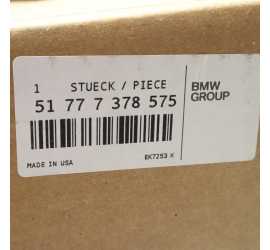 1 STUECK / PIECE
51 77 7 378 575
BMW
GROUP
MADE IN USA
EK7253 X